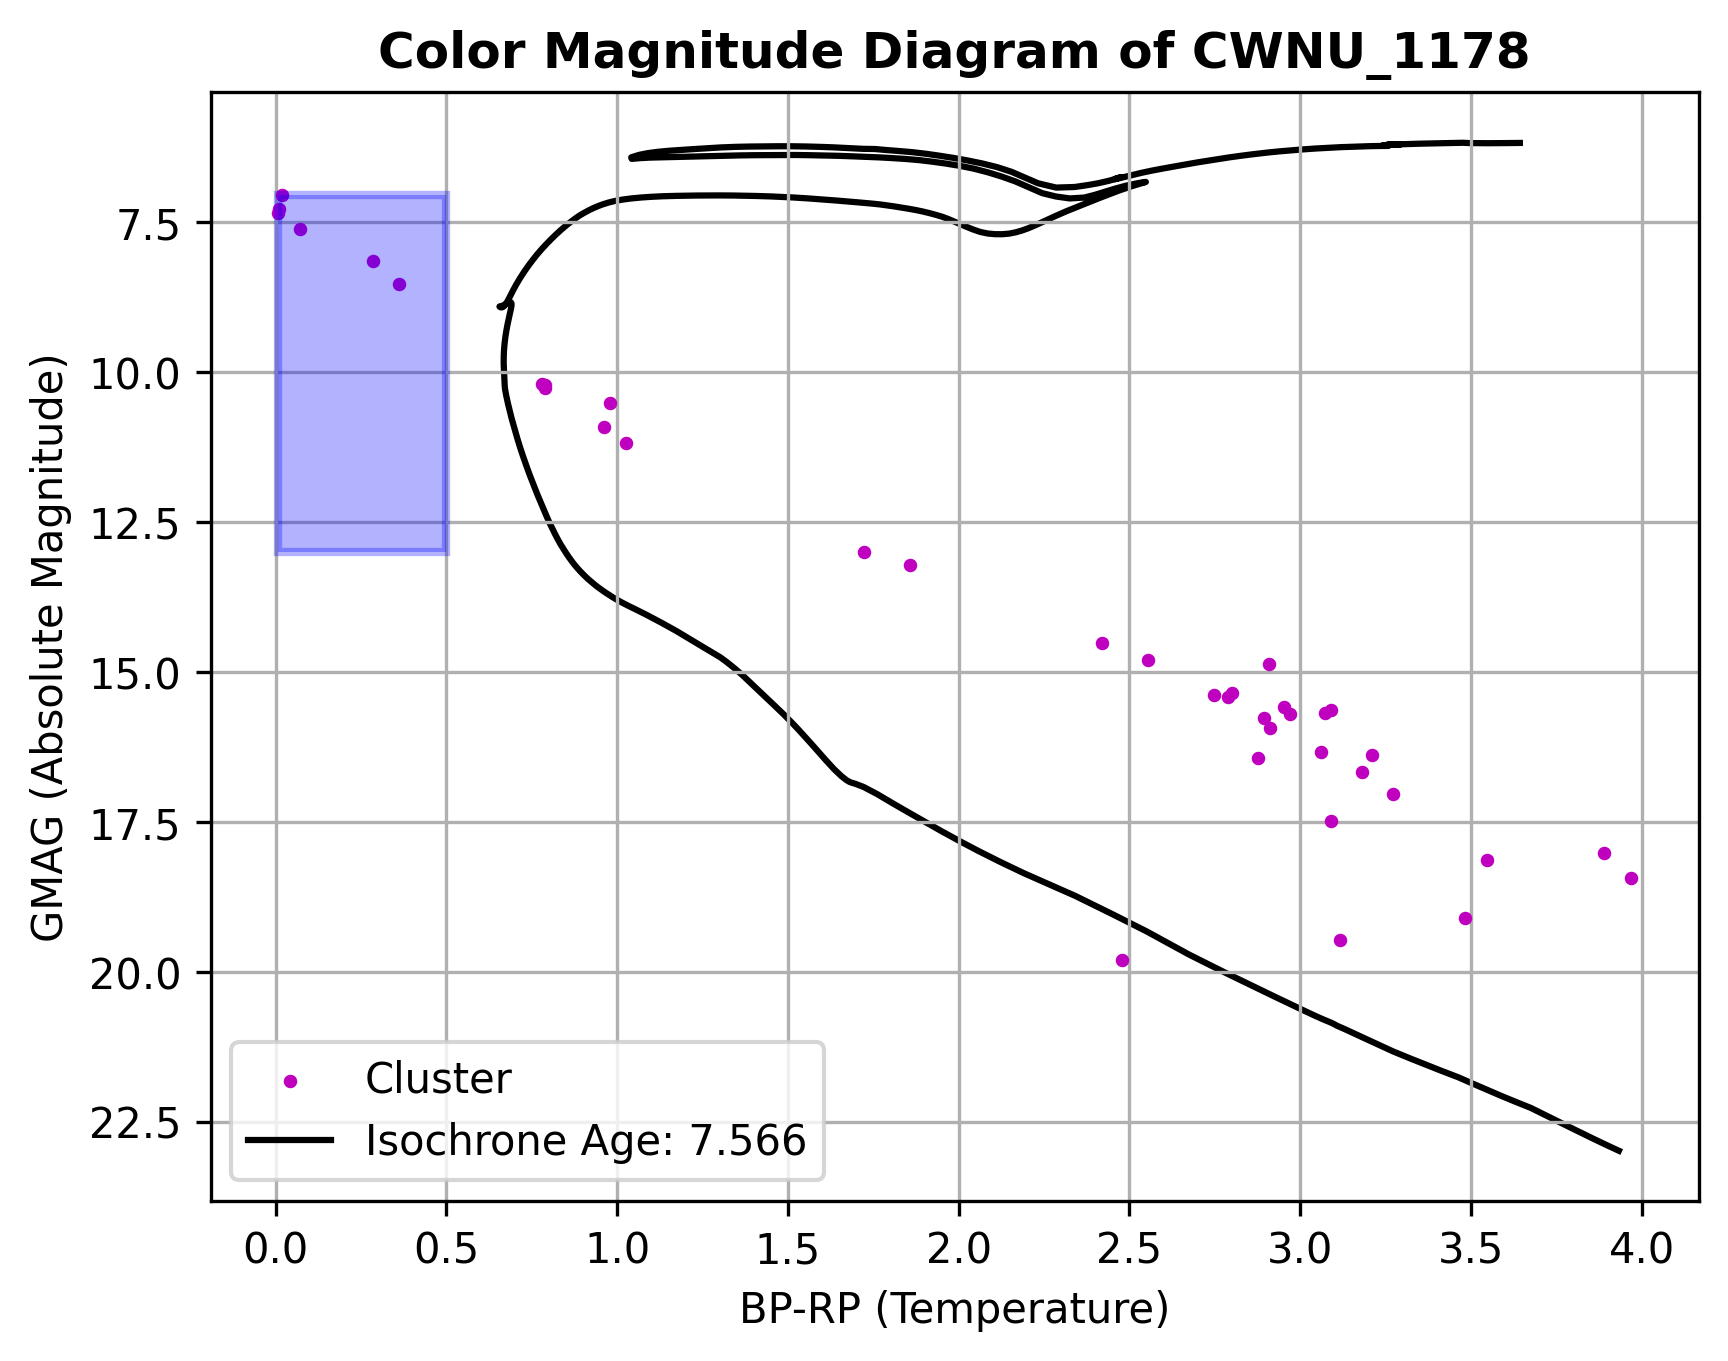 Color Magnitude Diagram of CWNU_1178
GMAG (Absolute Magnitude)
7.5
10.0
12.5
15.0
17.5
20.0
22.5
Cluster
Isochrone Age: 7.566
0.0 0.5 1.0 1.5 2.0 2.5 3.0 3.5 4.0
BP-RP (Temperature)